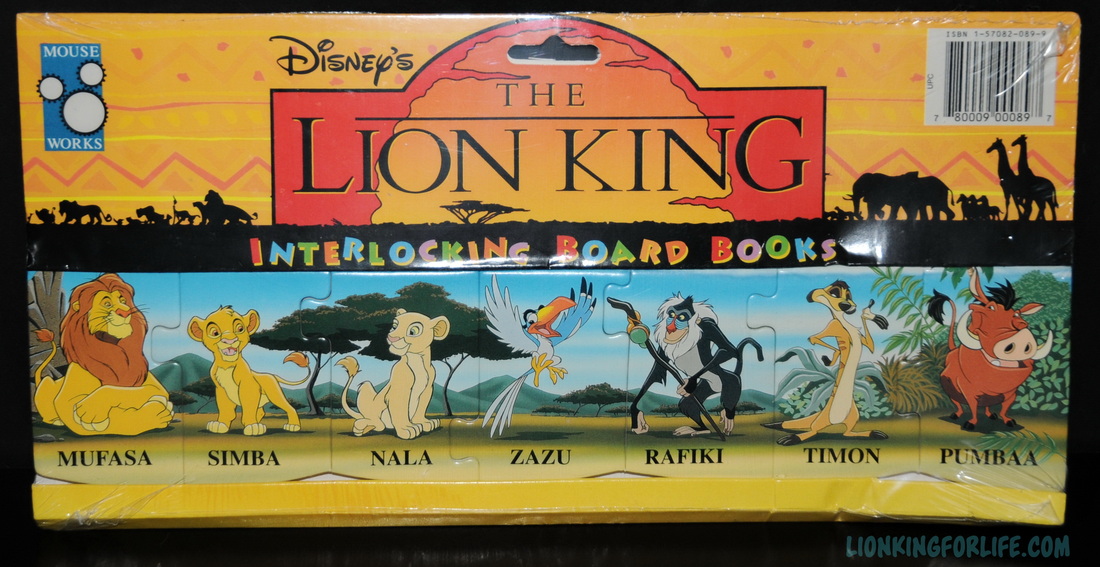 MOUSE
WORKS
DISNEY'S
THE
LION KING
ISBN 1-57082-089-9
UPC
7 80009 00089 7
INTERLOCKING BOARD BOOKS
MUFASA
SIMBA
NALA
ZAZU
RAFIKI
TIMON
PUMBAA
LIONKINGFORLIFE.COM